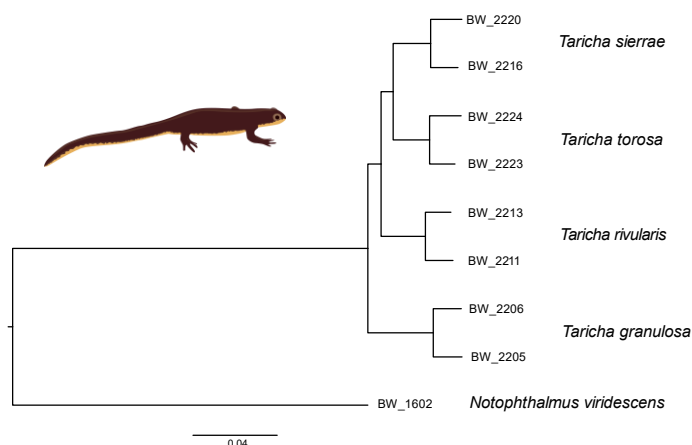 BW_2220
Taricha sierrae
BW_2216
BW_2224
Taricha torosa
BW_2223
BW_2213
Taricha rivularis
BW_2211
BW_2206
Taricha granulosa
BW_2205
BW_1602
Notophthalmus viridescens
0.04